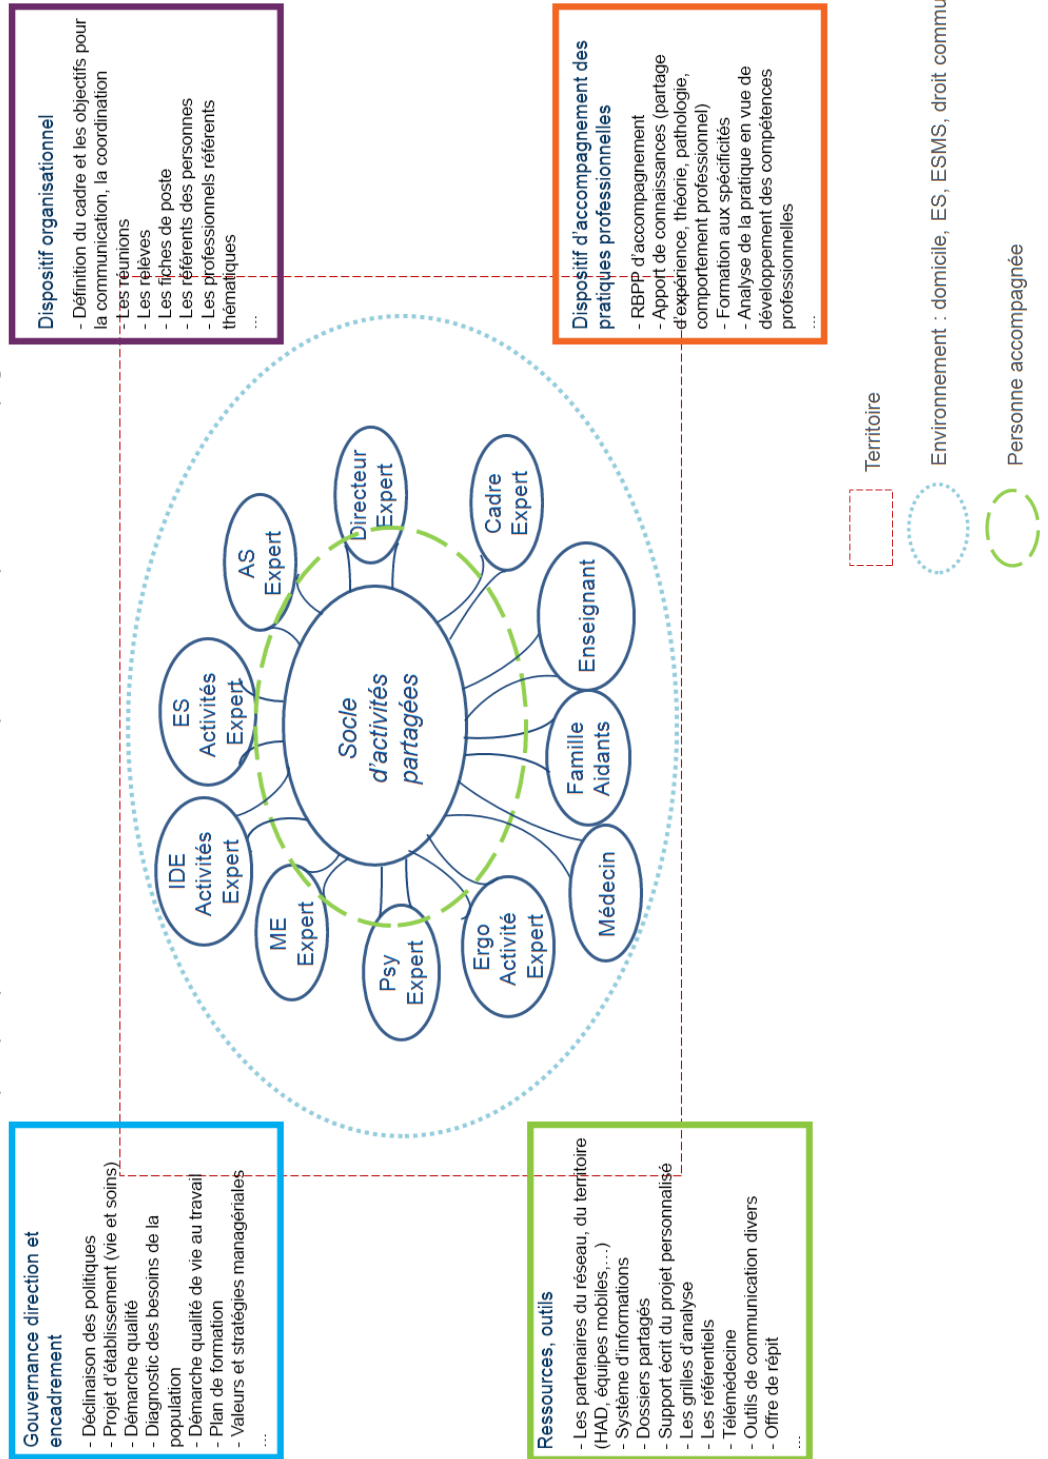 Gouvernance direction et
encadrement
- Déclinaison des politiques
- Projet d'établissement (vie et soins)
- Démarche qualité
- Diagnostic des besoins de la
population
- Démarche qualité de vie au travail
- Plan de formation
- Valeurs et stratégies managériales
...
Dispositif organisationnel
- Définition du cadre et les objectifs pour
la communication, la coordination
- Les réunions
- Les relèves
- Les fiches de poste
- Les référents des personnes
- Les professionnels référents
thématiques
...
IDE
Activités
Expert
ES
Activités
Expert
AS
Expert
ME
Expert
Directeur
Expert
Psy
Expert
Socle
d'activités
partagées
Cadre
Expert
Ergo
Activité
Expert
Médecin
Famille
Aidants
Enseignant
Ressources, outils
- Les partenaires du réseau, du territoire
(HAD, équipes mobiles,...)
- Système d'informations
- Dossiers partagés
- Support écrit du projet personnalisé
- Les grilles d'analyse
- Les référentiels
- Télémédecine
- Outils de communication divers
- Offre de répit
...
Dispositif d'accompagnement des
pratiques professionnelles
- RBPP d'accompagnement
- Apport de connaissances (partage
d'expérience, théorie, pathologie,
comportement professionnel)
- Formation aux spécificités
- Analyse de la pratique en vue de
développement des compétences
professionnelles
...
Territoire
Environnement : domicile, ES, ESMS, droit commu
Personne accompagnée